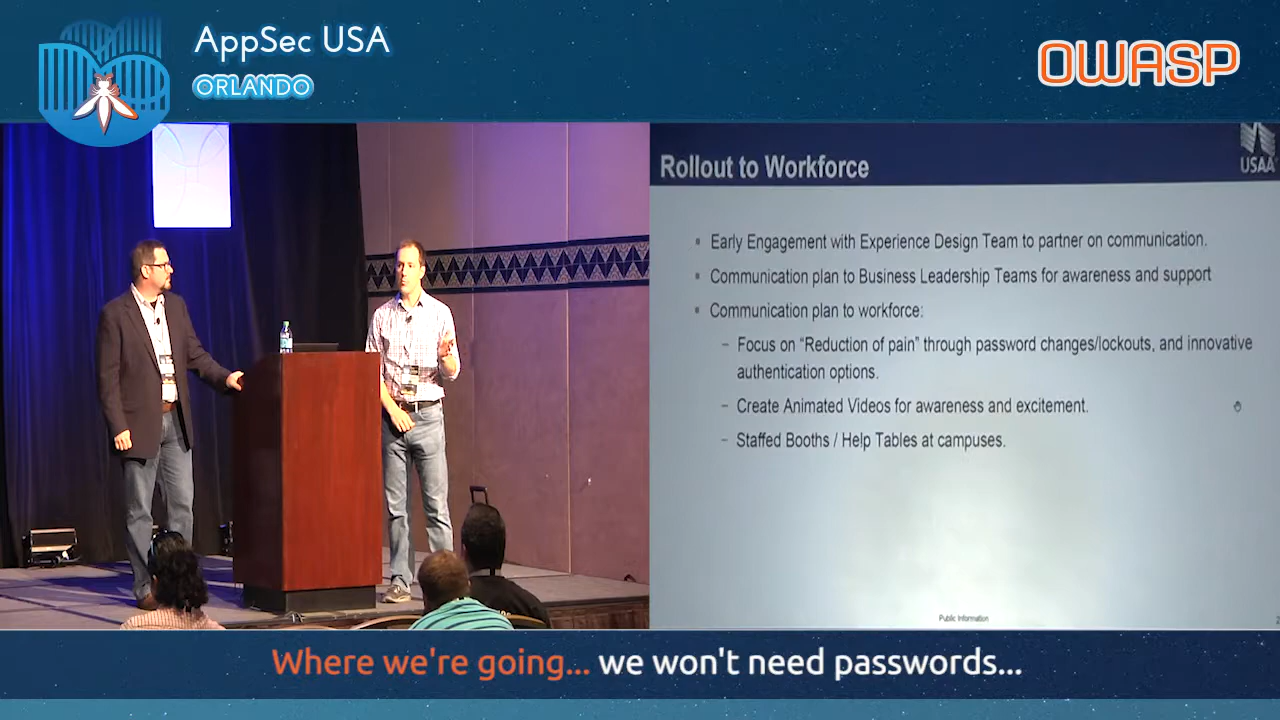 AppSec USA
ORLANDO
OWASP
USAA
Rollout to Workforce
▪ Early Engagement with Experience Design Team to partner on communication.
▪ Communication plan to Business Leadership Teams for awareness and support
▪ Communication plan to workforce:
– Focus on “Reduction of pain” through password changes/lockouts, and innovative
authentication options.
– Create Animated Videos for awareness and excitement.
– Staffed Booths / Help Tables at campuses.
Public Information
Where we're going... we won't need passwords...